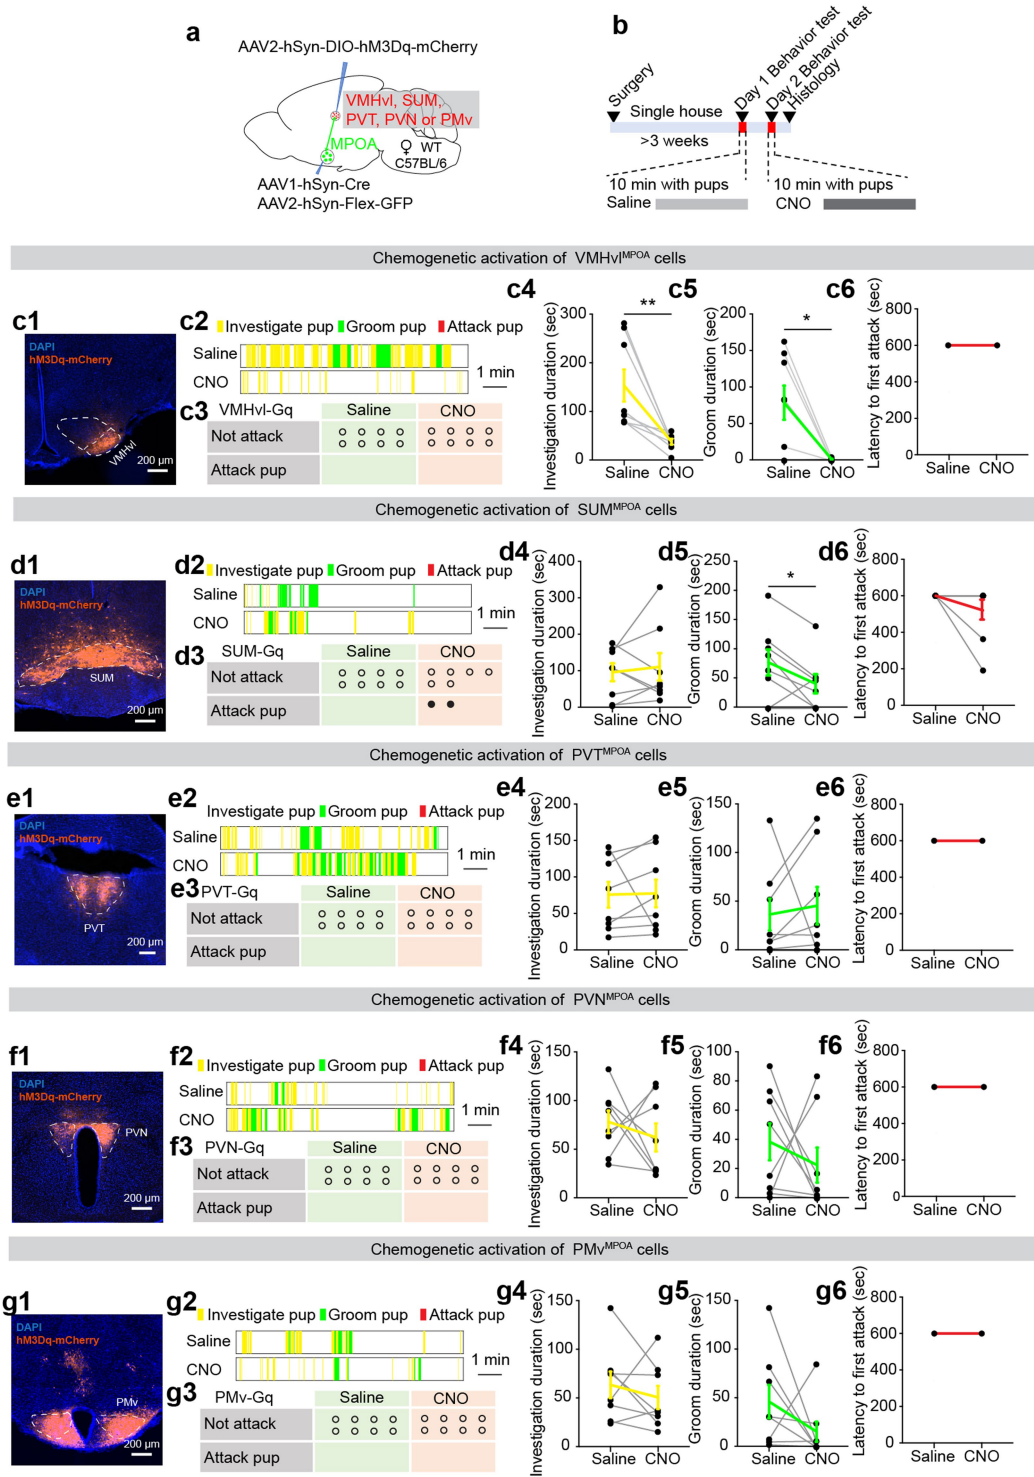 a
AAV2-hSyn-DIO-hM3Dq-mCherry
VMHvl, SUM,
PVT, PVN or PMv
MPOA
♀ WT
C57BL/6
AAV1-hSyn-Cre
AAV2-hSyn-Flex-GFP
b
Surgery
Day 1 Behavior test
Day 2 Behavior test
Histology
Single house
>3 weeks
10 min with pups
10 min with pups
Saline
CNO
Chemogenetic activation of VMHvlMPOA cells
c1
DAPI
hM3Dq-mCherry
VMHvl
200 µm
c2
Investigate pup Groom pup Attack pup
Saline
CNO
1 min
c3
VMHvl-Gq Saline CNO
Not attack
Attack pup
c4
Investigation duration (sec)
300
200
100
0
**
Saline CNO
c5
Groom duration (sec)
200
150
100
50
0
*
Saline CNO
c6
Latency to first attack (sec)
800
600
400
200
0
Saline CNO
Chemogenetic activation of SUMMPOA cells
d1
DAPI
hM3Dq-mCherry
SUM
200 µm
d2
Investigate pup Groom pup Attack pup
Saline
CNO
1 min
d3
SUM-Gq Saline CNO
Not attack
Attack pup
d4
Investigation duration (sec)
400
300
200
100
0
Saline CNO
d5
Groom duration (sec)
250
200
150
100
50
0
*
Saline CNO
d6
Latency to first attack (sec)
800
600
400
200
0
Saline CNO
Chemogenetic activation of PVTMPOA cells
e1
DAPI
hM3Dq-mCherry
PVT
200 µm
e2
Investigate pup Groom pup Attack pup
Saline
CNO
1 min
e3
PVT-Gq Saline CNO
Not attack
Attack pup
e4
Investigation duration (sec)
200
150
100
50
0
Saline CNO
e5
Groom duration (sec)
150
100
50
0
Saline CNO
e6
Latency to first attack (sec)
800
600
400
200
0
Saline CNO
Chemogenetic activation of PVNMPOA cells
f1
DAPI
hM3Dq-mCherry
PVN
200 µm
f2
Investigate pup Groom pup Attack pup
Saline
CNO
1 min
f3
PVN-Gq Saline CNO
Not attack
Attack pup
f4
Investigation duration (sec)
150
100
50
0
Saline CNO
f5
Groom duration (sec)
100
80
60
40
20
0
Saline CNO
f6
Latency to first attack (sec)
800
600
400
200
0
Saline CNO
Chemogenetic activation of PMvMPOA cells
g1
DAPI
hM3Dq-mCherry
PMv
200 µm
g2
Investigate pup Groom pup Attack pup
Saline
CNO
1 min
g3
PMv-Gq Saline CNO
Not attack
Attack pup
g4
Investigation duration (sec)
150
100
50
0
Saline CNO
g5
Groom duration (sec)
150
100
50
0
Saline CNO
g6
Latency to first attack (sec)
800
600
400
200
0
Saline CNO